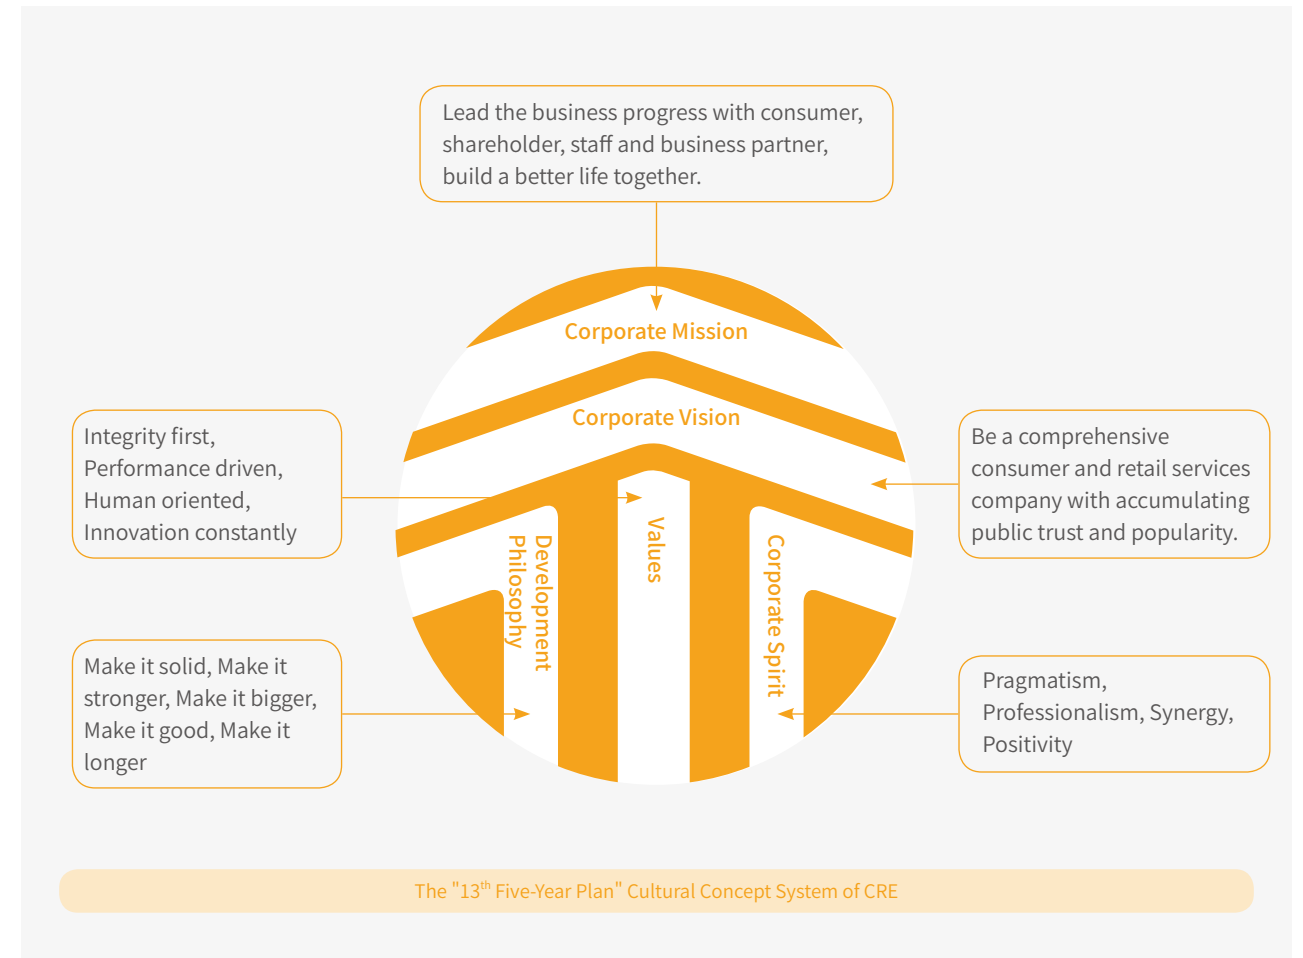 Lead the business progress with consumer,
shareholder, staff and business partner,
build a better life together.
Corporate Mission
Corporate Vision
Integrity first,
Performance driven,
Human oriented,
Innovation constantly
Be a comprehensive
consumer and retail services
company with accumulating
public trust and popularity.
Development
Philosophy
Values
Corporate Spirit
Make it solid, Make it
stronger, Make it bigger,
Make it good, Make it
longer
Pragmatism,
Professionalism, Synergy,
Positivity
The "13th Five-Year Plan" Cultural Concept System of CRE